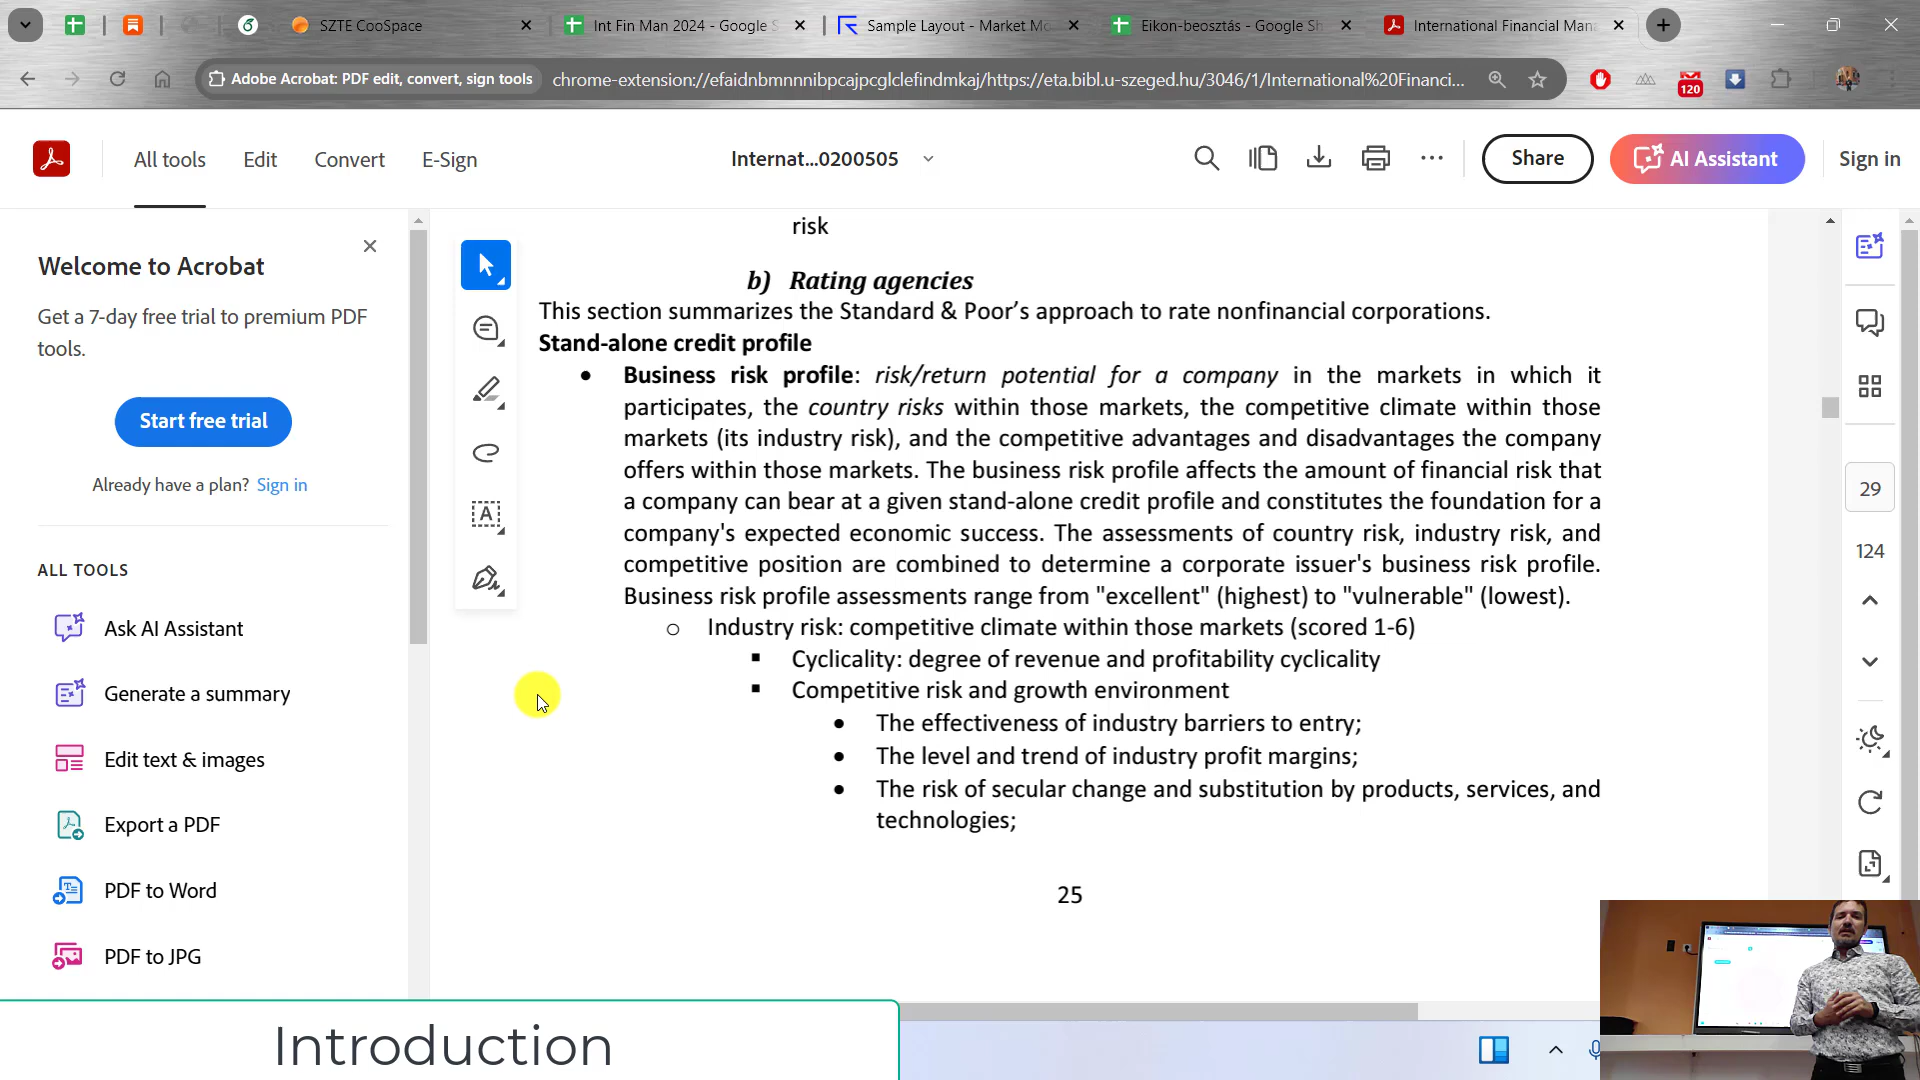 SZTE CooSpace
Int Fin Man 2024 - Google S
Sample Layout - Market Mo
Eikon-beosztás - Google Sh
International Financial Mana
Adobe Acrobat: PDF edit, convert, sign tools
chrome-extension://efaidnbmnnnibpcajpcglclefindmkaj/https://eta.bibl.u-szeged.hu/3046/1/International%20Financi...
120
All tools
Edit
Convert
E-Sign
Internat...0200505
Share
AI Assistant
Sign in
Welcome to Acrobat
Get a 7-day free trial to premium PDF
tools.
Start free trial
Already have a plan? Sign in
ALL TOOLS
Ask AI Assistant
Generate a summary
Edit text & images
Export a PDF
PDF to Word
PDF to JPG
risk
b) Rating agencies
This section summarizes the Standard & Poor’s approach to rate nonfinancial corporations.
Stand-alone credit profile
• Business risk profile: risk/return potential for a company in the markets in which it
participates, the country risks within those markets, the competitive climate within those
markets (its industry risk), and the competitive advantages and disadvantages the company
offers within those markets. The business risk profile affects the amount of financial risk that
a company can bear at a given stand-alone credit profile and constitutes the foundation for a
company's expected economic success. The assessments of country risk, industry risk, and
competitive position are combined to determine a corporate issuer's business risk profile.
Business risk profile assessments range from "excellent" (highest) to "vulnerable" (lowest).
o Industry risk: competitive climate within those markets (scored 1-6)
▪ Cyclicality: degree of revenue and profitability cyclicality
▪ Competitive risk and growth environment
• The effectiveness of industry barriers to entry;
• The level and trend of industry profit margins;
• The risk of secular change and substitution by products, services, and
technologies;
25
29
124
Introduction